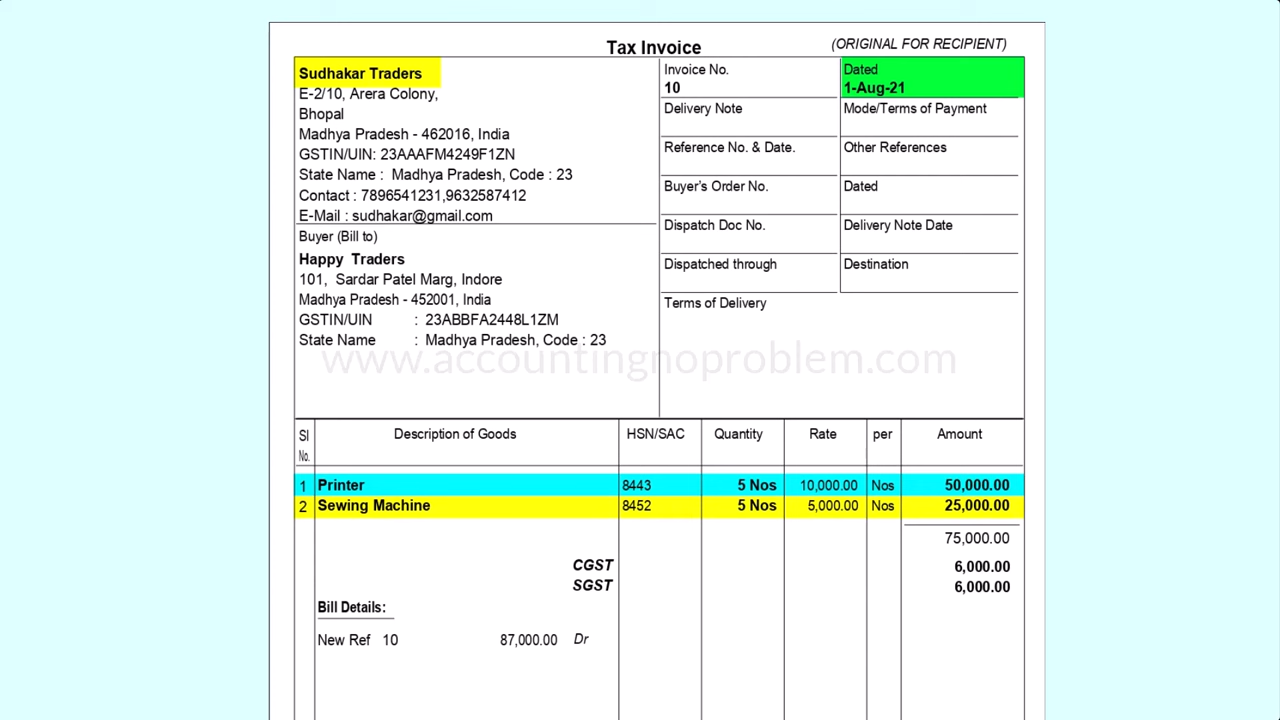 Tax Invoice
(ORIGINAL FOR RECIPIENT)
Sudhakar Traders
E-2/10, Arera Colony,
Bhopal
Madhya Pradesh - 462016, India
GSTIN/UIN: 23AAAFM4249F1ZN
State Name : Madhya Pradesh, Code : 23
Contact : 7896541231,9632587412
E-Mail : sudhakar@gmail.com
Buyer (Bill to)
Happy Traders
101, Sardar Patel Marg, Indore
Madhya Pradesh - 452001, India
GSTIN/UIN : 23ABBFA2448L1ZM
State Name : Madhya Pradesh, Code : 23
Invoice No.
10
Dated
1-Aug-21
Delivery Note
Mode/Terms of Payment
Reference No. & Date.
Other References
Buyer's Order No.
Dated
Dispatch Doc No.
Delivery Note Date
Dispatched through
Destination
Terms of Delivery
www.accountingnoproblem.com
Sl No. Description of Goods HSN/SAC Quantity Rate per Amount
1 Printer 8443 5 Nos 10,000.00 Nos 50,000.00
2 Sewing Machine 8452 5 Nos 5,000.00 Nos 25,000.00
75,000.00
CGST 6,000.00
SGST 6,000.00
Bill Details:
New Ref 10 87,000.00 Dr